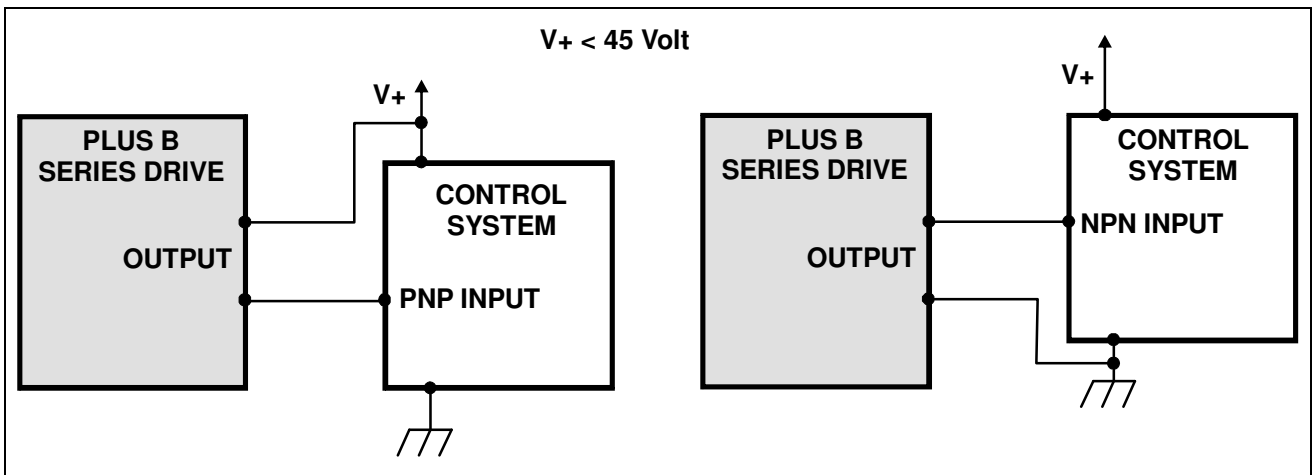 V+ < 45 Volt
V+
PLUS B
SERIES DRIVE
OUTPUT
CONTROL
SYSTEM
PNP INPUT
V+
PLUS B
SERIES DRIVE
OUTPUT
CONTROL
SYSTEM
NPN INPUT